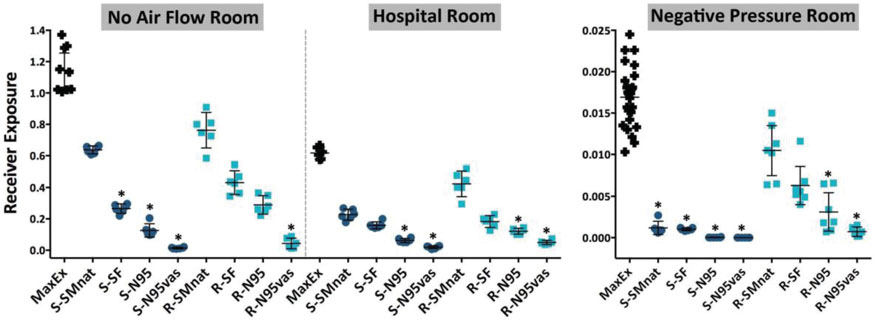 No Air Flow Room
Hospital Room
Negative Pressure Room
Receiver Exposure
1.4
1.2
1.0
0.8
0.6
0.4
0.2
0.0
0.025
0.020
0.015
0.010
0.005
0.000
* * * *
* * *
* * * * * *
MaxEx
S-SMnat
S-SF
S-N95
S-N95vas
R-SMnat
R-SF
R-N95
R-N95vas
MaxEx
S-SMnat
S-SF
S-N95
S-N95vas
R-SMnat
R-SF
R-N95
R-N95vas
MaxEx
S-SMnat
S-SF
S-N95
S-N95vas
R-SMnat
R-SF
R-N95
R-N95vas